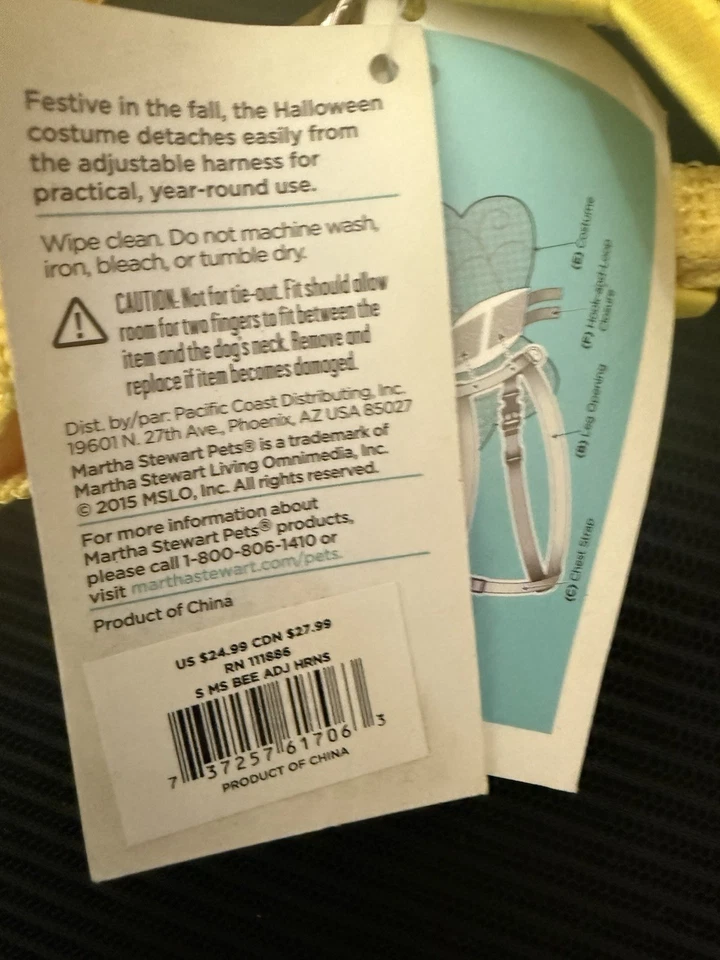 Festive in the fall, the Halloween
costume detaches easily from
the adjustable harness for
practical, year-round use.
Wipe clean. Do not machine wash,
iron, bleach, or tumble dry.
CAUTION: Not for tie-out. Fit should allow
room for two fingers to fit between the
item and the dog's neck. Remove and
replace if item becomes damaged.
Dist. by/par: Pacific Coast Distributing, Inc.
19601 N. 27th Ave., Phoenix, AZ USA 85027
Martha Stewart Pets® is a trademark of
Martha Stewart Living Omnimedia, Inc.
© 2015 MSLO, Inc. All rights reserved.
For more information about
Martha Stewart Pets® products,
please call 1-800-806-1410 or
visit marthastewart.com/pets.
Product of China
US $24.99 CDN $27.99
RN 111886
S MS BEE ADJ HRNS
7 37257 61706 3
PRODUCT OF CHINA
(E) Costume
(F) Hook-and-Loop
Closure
(B) Leg Opening
(C) Chest Strap